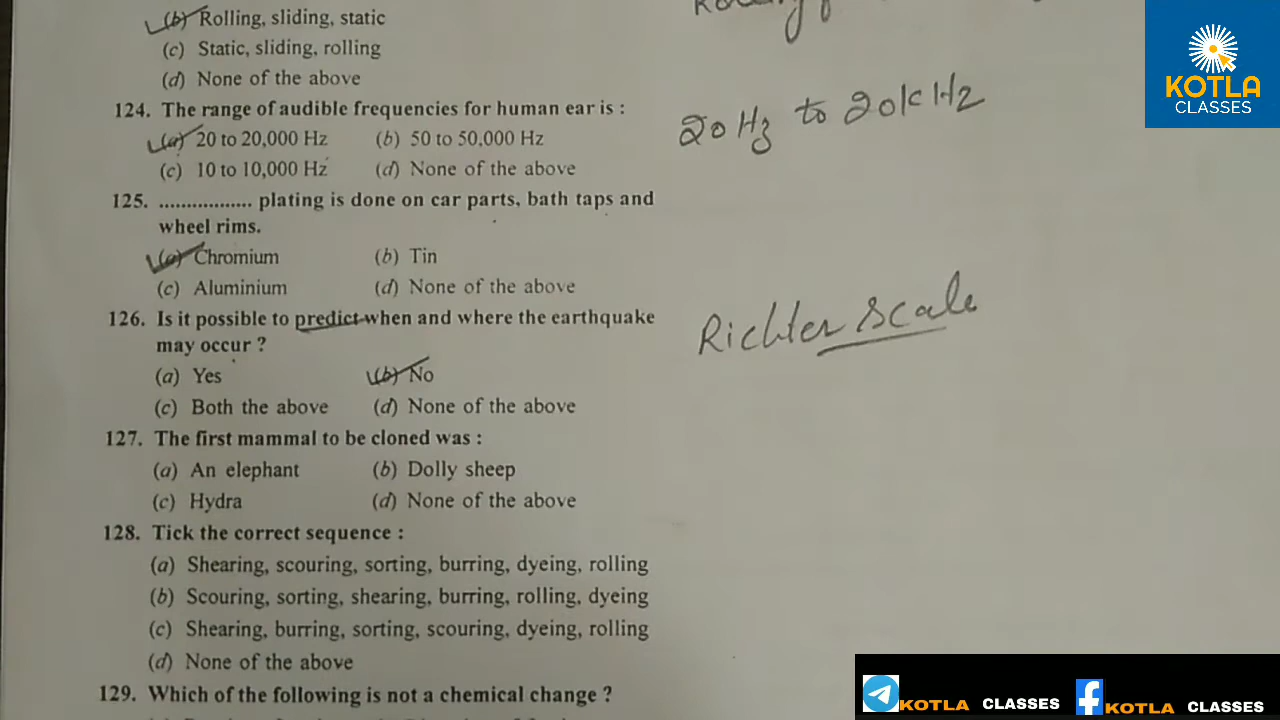 (b) Rolling, sliding, static
(c) Static, sliding, rolling
(d) None of the above
124. The range of audible frequencies for human ear is :
(a) 20 to 20,000 Hz (b) 50 to 50,000 Hz
(c) 10 to 10,000 Hz (d) None of the above
20 Hz to 20 K Hz
125. ................. plating is done on car parts, bath taps and
wheel rims.
(a) Chromium (b) Tin
(c) Aluminium (d) None of the above
126. Is it possible to predict when and where the earthquake
may occur ?
(a) Yes (b) No
(c) Both the above (d) None of the above
Richter scale
127. The first mammal to be cloned was :
(a) An elephant (b) Dolly sheep
(c) Hydra (d) None of the above
128. Tick the correct sequence :
(a) Shearing, scouring, sorting, burring, dyeing, rolling
(b) Scouring, sorting, shearing, burring, rolling, dyeing
(c) Shearing, burring, sorting, scouring, dyeing, rolling
(d) None of the above
129. Which of the following is not a chemical change ?
KOTLA
CLASSES
KOTLA CLASSES
KOTLA CLASSES